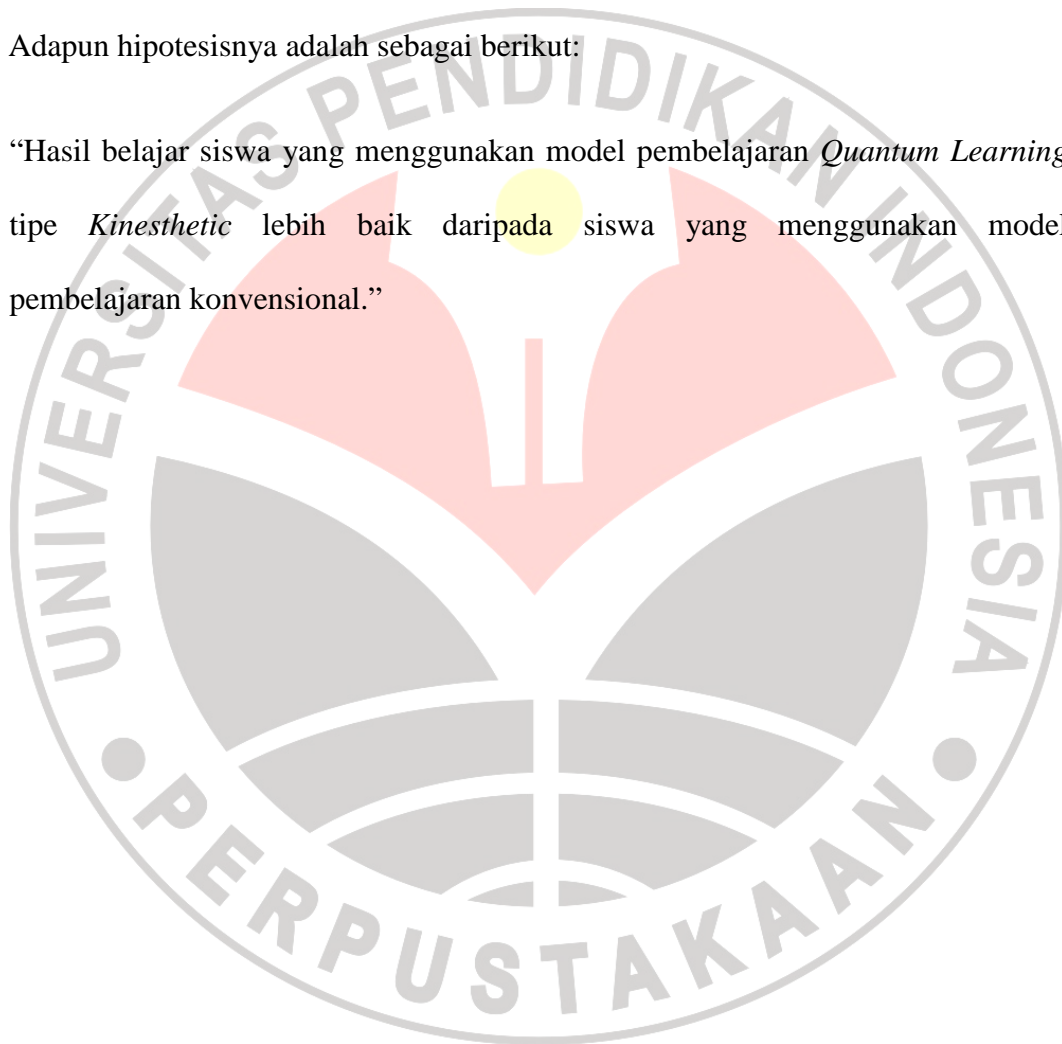 Adapun hipotesisnya adalah sebagai berikut:
“Hasil belajar siswa yang menggunakan model pembelajaran Quantum Learning
tipe Kinesthetic lebih baik daripada siswa yang menggunakan model
pembelajaran konvensional.”
UNIVERSITAS PENDIDIKAN INDONESIA
PERPUSTAKAAN